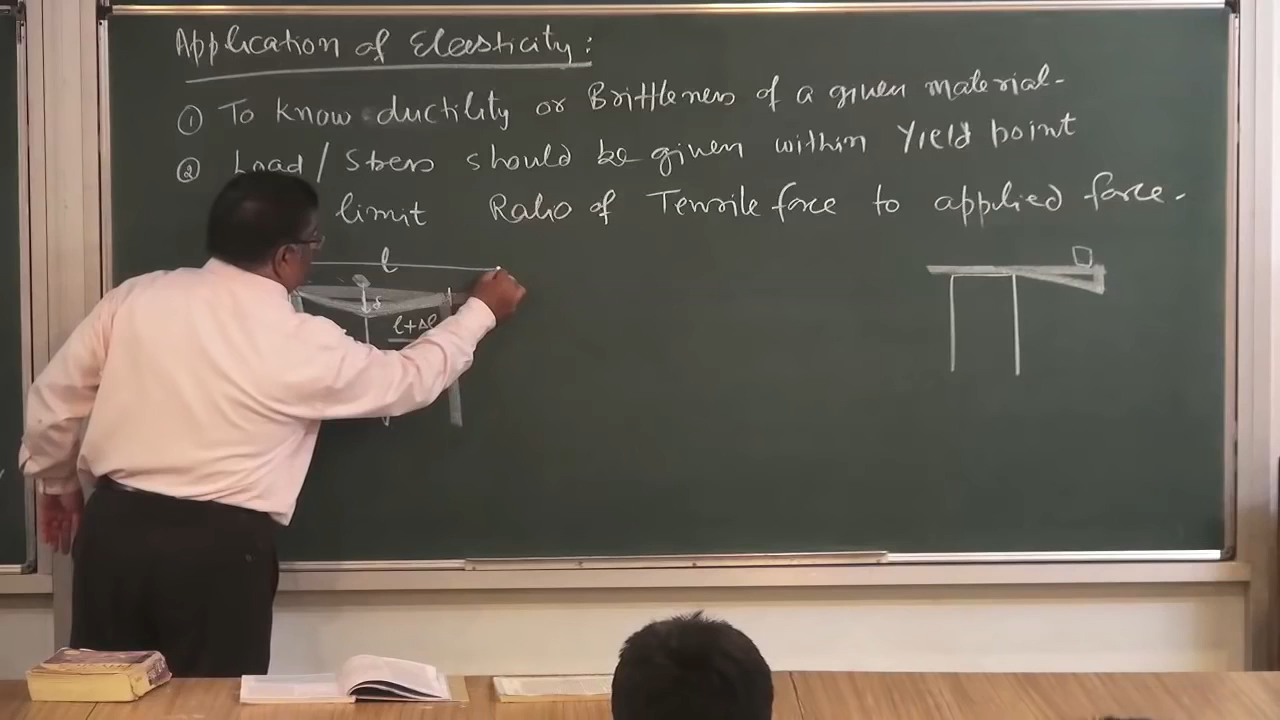 Application of Elasticity:
① To know ductility or Brittleness of a given material.
② Load/Stress should be given within Yield point
limit Ratio of Tensile force to applied force.
l
δ
l+Δl